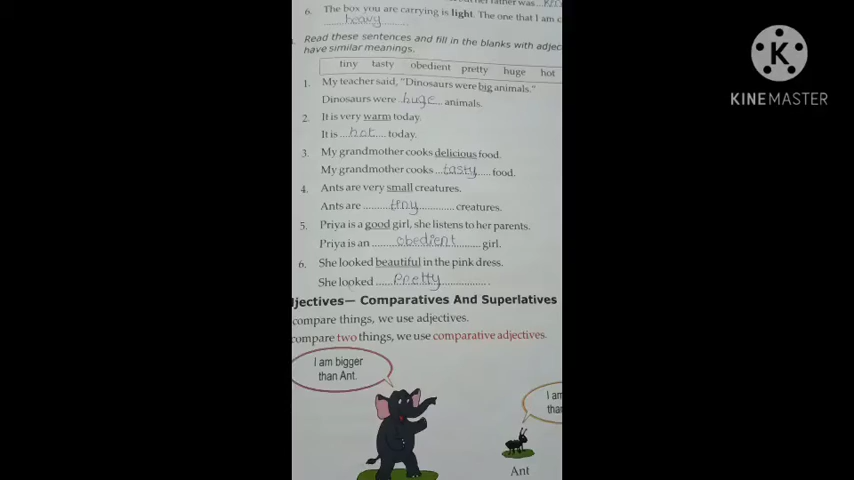 6. The box you are carrying is light. The one that I am
heavy
Read these sentences and fill in the blanks with
have similar meanings.
tiny tasty obedient pretty huge hot
1. My teacher said, "Dinosaurs were big animals."
Dinosaurs were huge animals.
2. It is very warm today.
It is hot today.
3. My grandmother cooks delicious food.
My grandmother cooks tasty food.
4. Ants are very small creatures.
Ants are tiny creatures.
5. Priya is a good girl, she listens to her parents.
Priya is an obedient girl.
6. She looked beautiful in the pink dress.
She looked Pretty.
djectives— Comparatives And Superlatives
compare things, we use adjectives.
compare two things, we use comparative adjectives.
I am bigger
than Ant.
I am
Ant
K
KINEMASTER